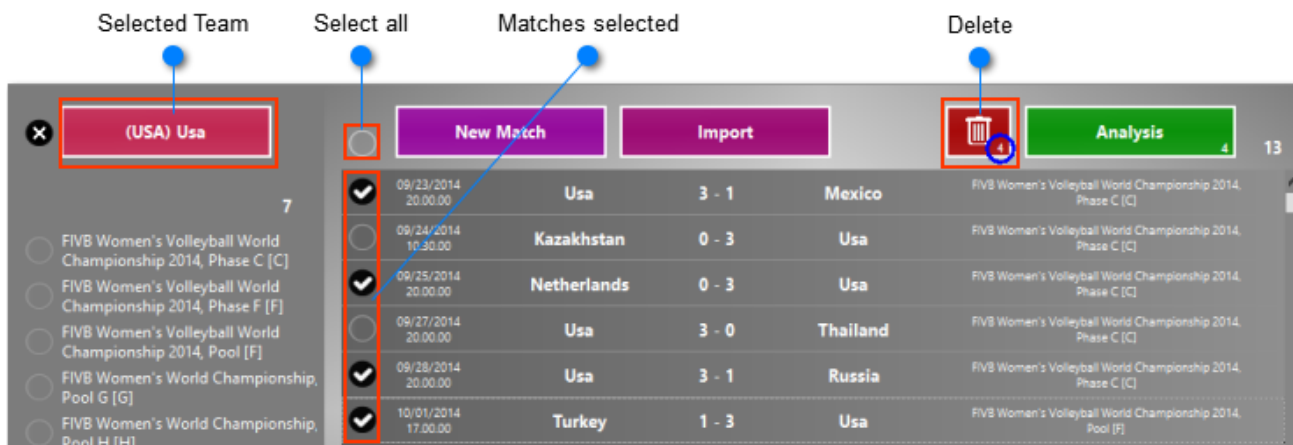 Selected Team Select all Matches selected Delete
(USA) Usa New Match Import 4 Analysis 4 13
7
FIVB Women's Volleyball World
Championship 2014, Phase C [C]
FIVB Women's Volleyball World
Championship 2014, Phase F [F]
FIVB Women's Volleyball World
Championship 2014, Pool [F]
FIVB Women's World Championship,
Pool G [G]
FIVB Women's World Championship,
Pool H [H]
09/23/2014
20.00.00
Usa 3 - 1 Mexico
FIVB Women's Volleyball World Championship 2014,
Phase C [C]
09/24/2014
10.30.00
Kazakhstan 0 - 3 Usa
FIVB Women's Volleyball World Championship 2014,
Phase C [C]
09/25/2014
20.00.00
Netherlands 0 - 3 Usa
FIVB Women's Volleyball World Championship 2014,
Phase C [C]
09/27/2014
20.00.00
Usa 3 - 0 Thailand
FIVB Women's Volleyball World Championship 2014,
Phase C [C]
09/28/2014
20.00.00
Usa 3 - 1 Russia
FIVB Women's Volleyball World Championship 2014,
Phase C [C]
10/01/2014
17.00.00
Turkey 1 - 3 Usa
FIVB Women's Volleyball World Championship 2014,
Pool [F]